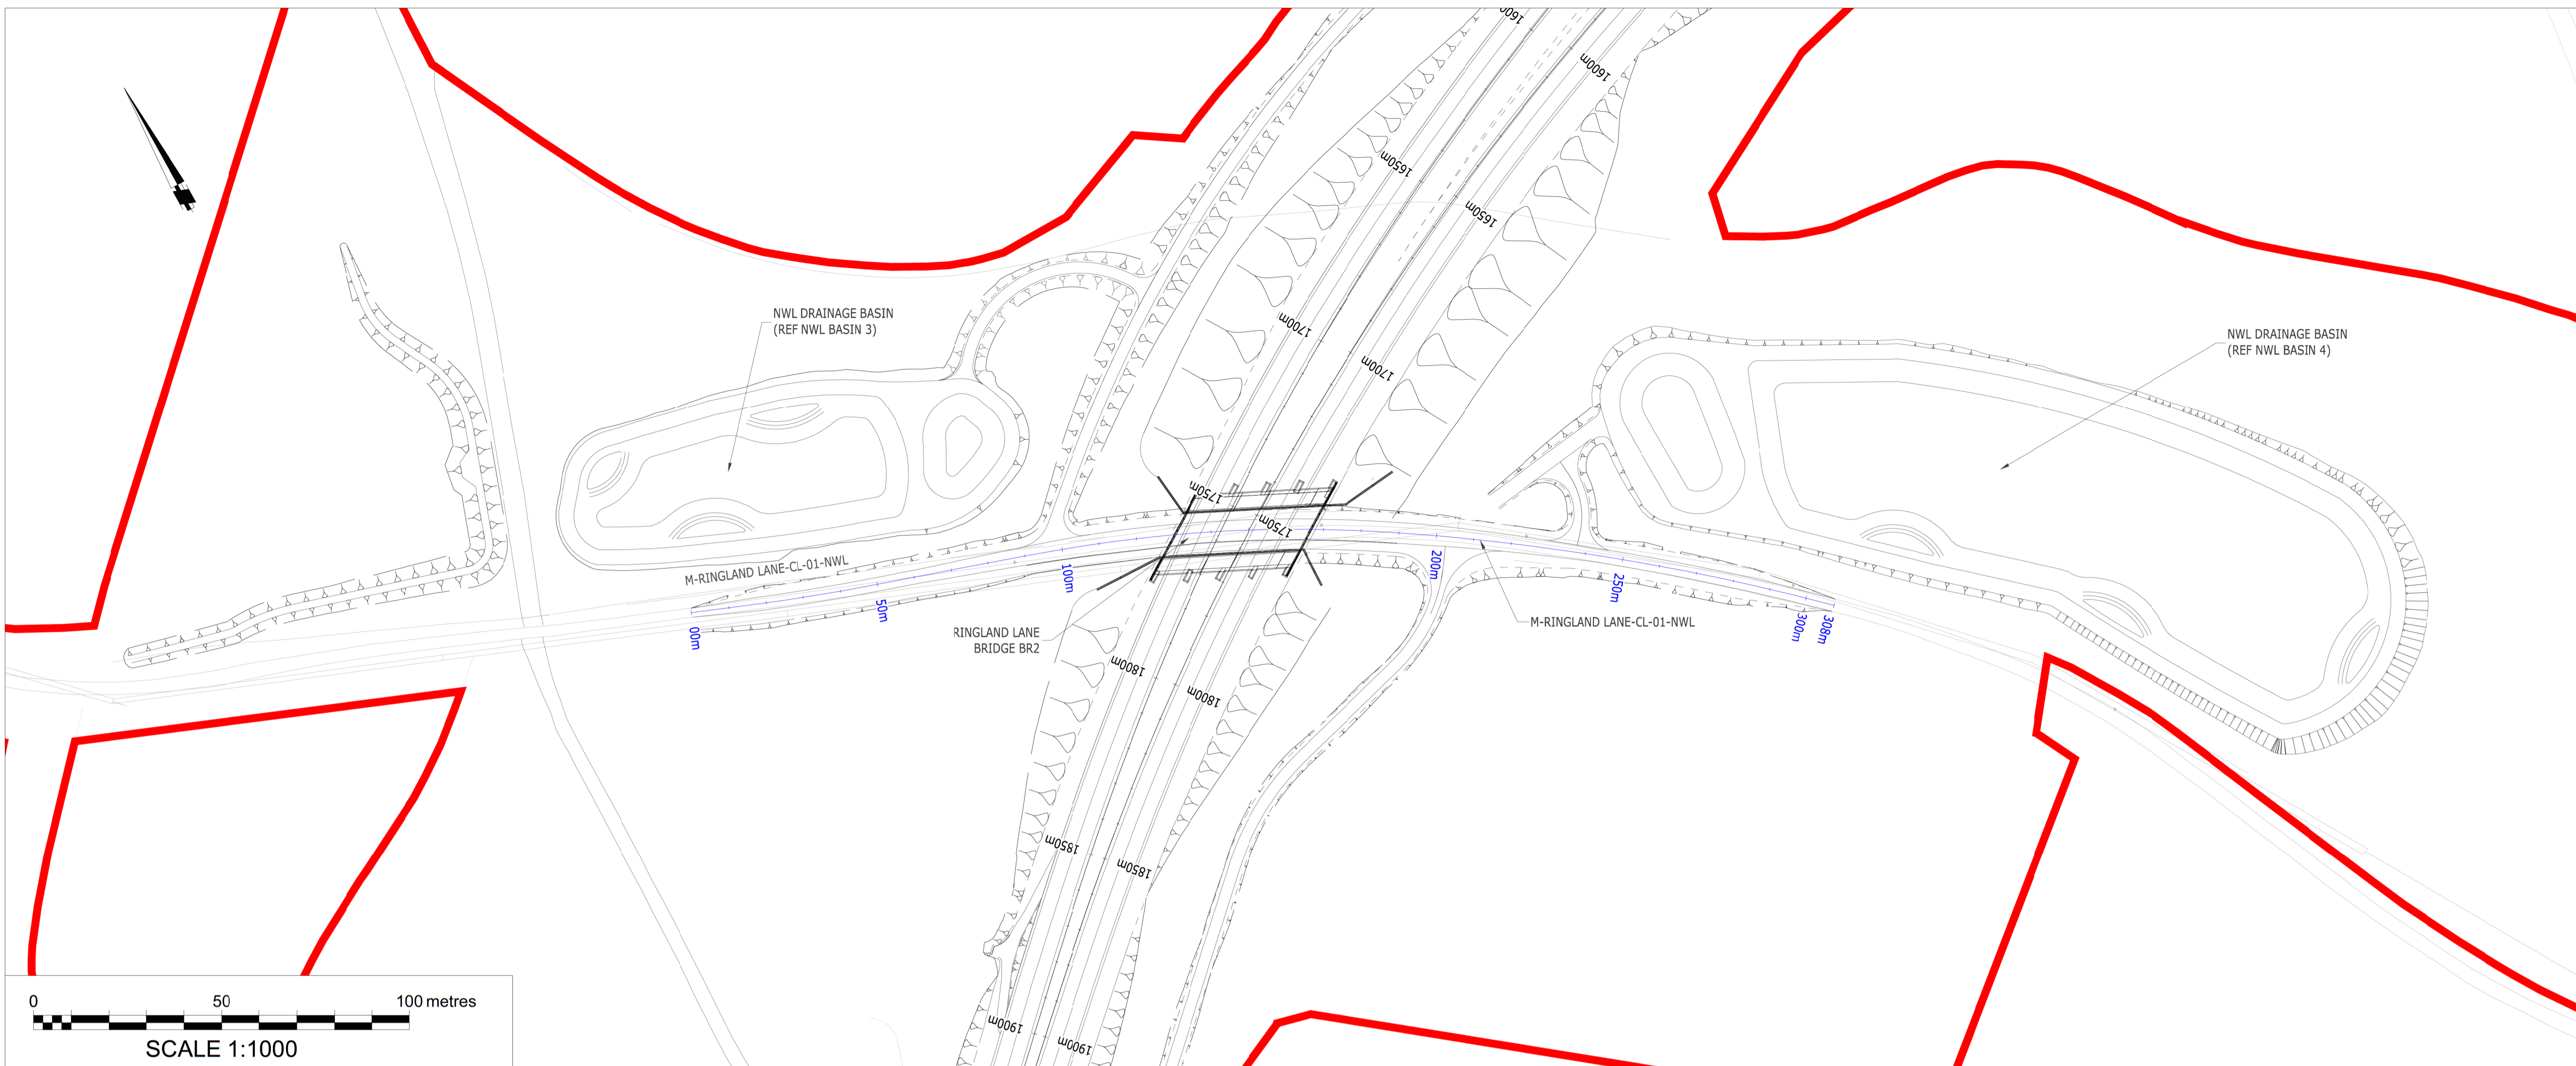 1600
1600m
1650m
1650m
NWL DRAINAGE BASIN
(REF NWL BASIN 3)
1700m
NWL DRAINAGE BASIN
(REF NWL BASIN 4)
1700m
1750m
1750m
M-RINGLAND LANE-CL-01-NWL
00m
50m
100m
200m
250m
300m
308m
RINGLAND LANE
BRIDGE BR2
M-RINGLAND LANE-CL-01-NWL
1800m
1800m
1850m
1850m
1900m
1900m
0 50 100 metres
SCALE 1:1000